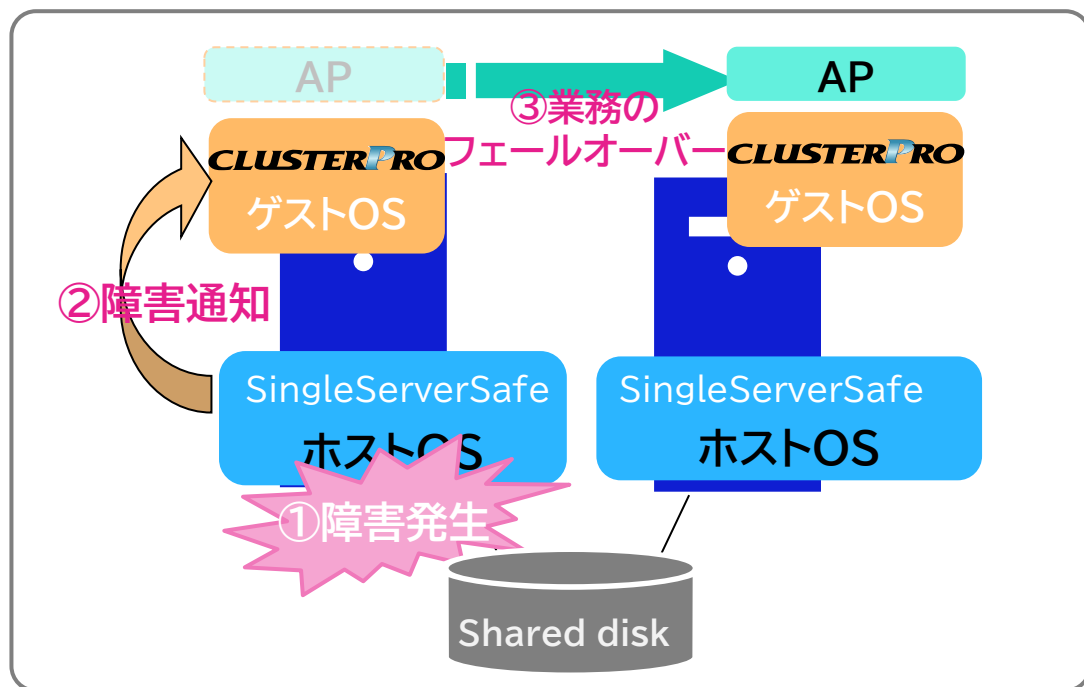 AP
AP
③業務の
フェールオーバー
CLUSTERPRO
ゲストOS
CLUSTERPRO
ゲストOS
②障害通知
SingleServerSafe
ホストOS
SingleServerSafe
ホストOS
①障害発生
Shared disk